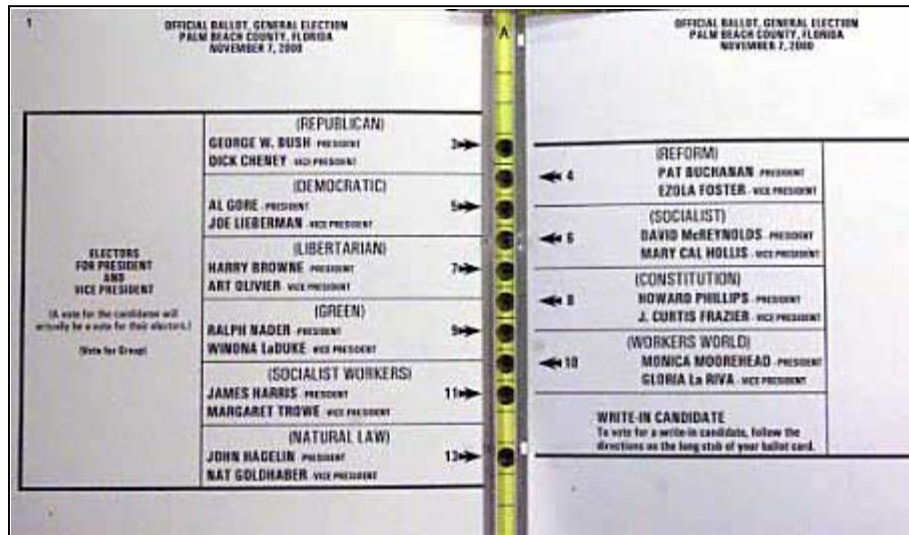 1
OFFICIAL BALLOT, GENERAL ELECTION
PALM BEACH COUNTY, FLORIDA
NOVEMBER 7, 2000
ELECTORS
FOR PRESIDENT
AND
VICE PRESIDENT
(A vote for the candidates will
actually be a vote for their electors.)
(Vote for Group)
(REPUBLICAN)
GEORGE W. BUSH PRESIDENT 3
DICK CHENEY VICE PRESIDENT
(DEMOCRATIC)
AL GORE PRESIDENT 5
JOE LIEBERMAN VICE PRESIDENT
(LIBERTARIAN)
HARRY BROWNE PRESIDENT 7
ART OLIVIER VICE PRESIDENT
(GREEN)
RALPH NADER PRESIDENT 9
WINONA LaDUKE VICE PRESIDENT
(SOCIALIST WORKERS)
JAMES HARRIS PRESIDENT 11
MARGARET TROWE VICE PRESIDENT
(NATURAL LAW)
JOHN HAGELIN PRESIDENT 13
NAT GOLDHABER VICE PRESIDENT
A
OFFICIAL BALLOT, GENERAL ELECTION
PALM BEACH COUNTY, FLORIDA
NOVEMBER 7, 2000
(REFORM)
4 PAT BUCHANAN PRESIDENT
EZOLA FOSTER VICE PRESIDENT
(SOCIALIST)
6 DAVID McREYNOLDS PRESIDENT
MARY CAL HOLLIS VICE PRESIDENT
(CONSTITUTION)
8 HOWARD PHILLIPS PRESIDENT
J. CURTIS FRAZIER VICE PRESIDENT
(WORKERS WORLD)
10 MONICA MOOREHEAD PRESIDENT
GLORIA La RIVA VICE PRESIDENT
WRITE-IN CANDIDATE
To vote for a write-in candidate, follow the
directions on the long stub of your ballot card.